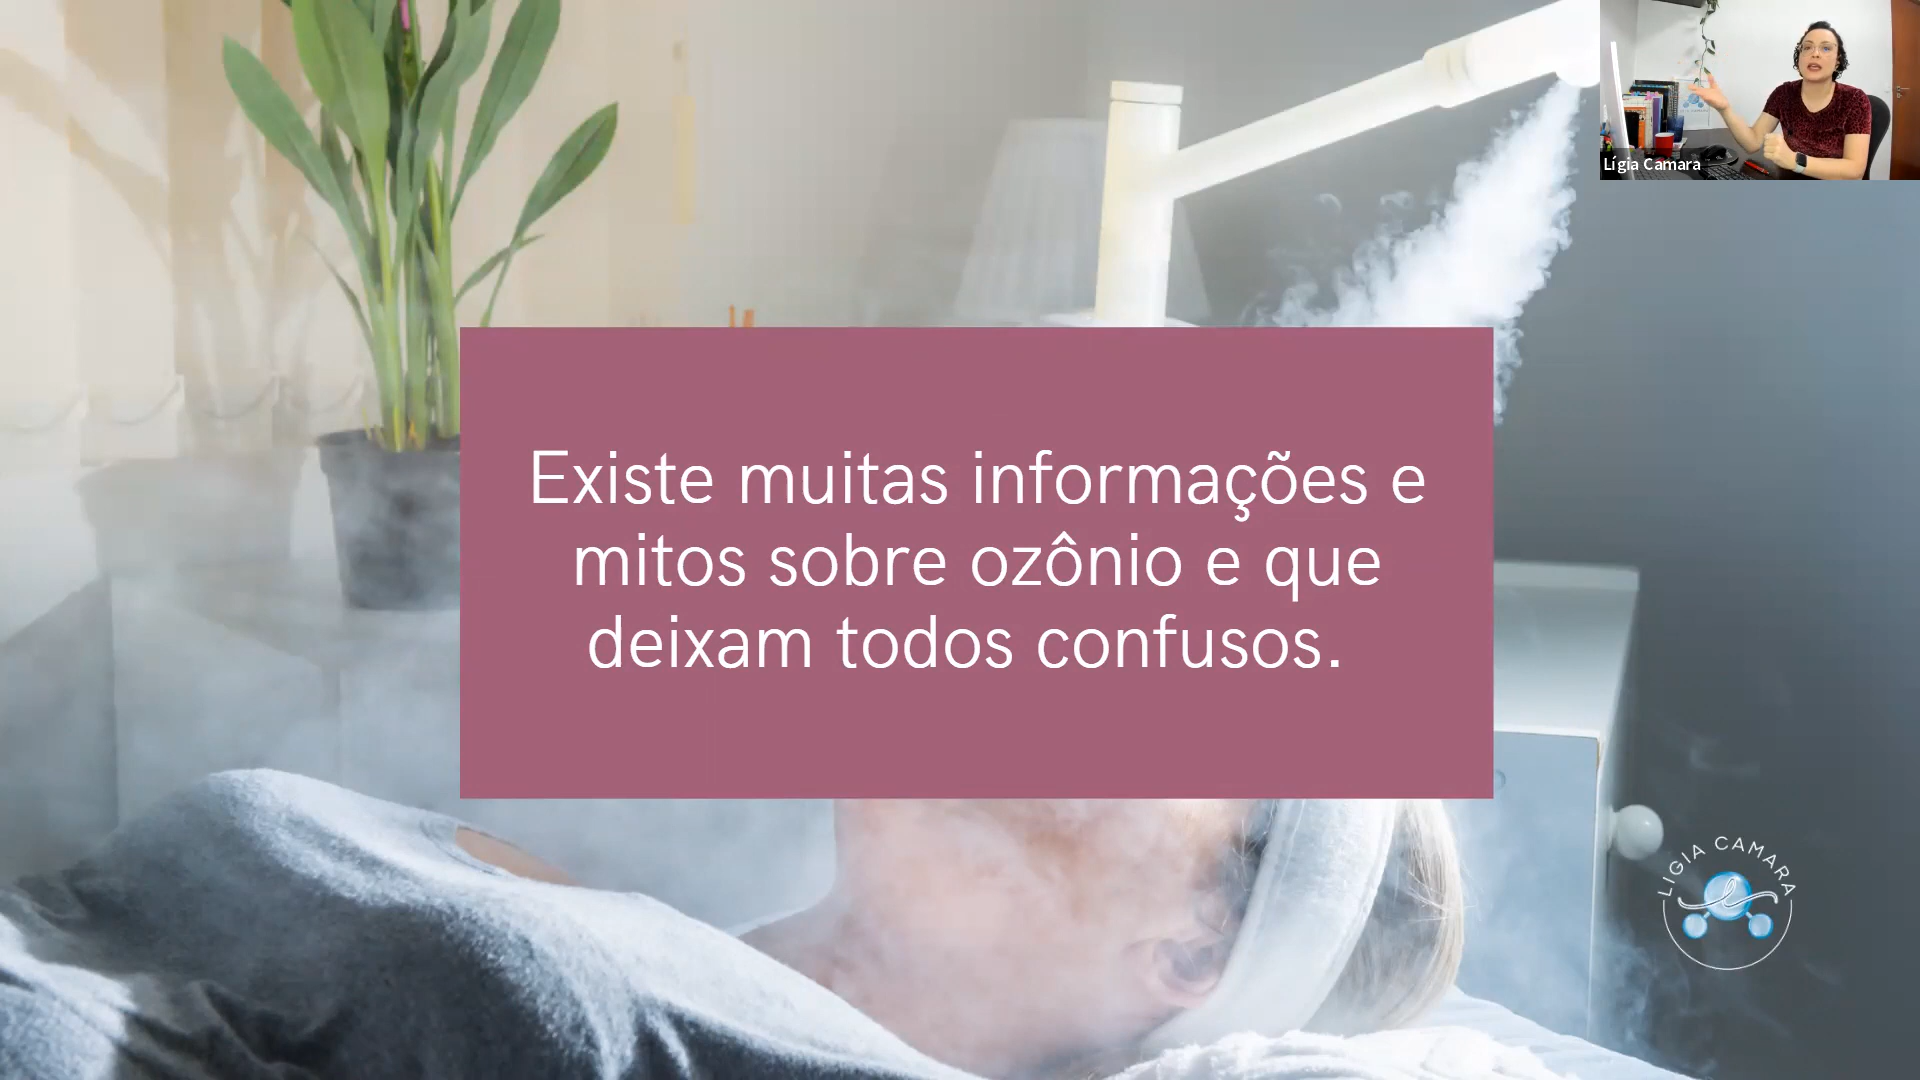 Lígia Camara
Existe muitas informações e
mitos sobre ozônio e que
deixam todos confusos.
LIGIA CAMARA